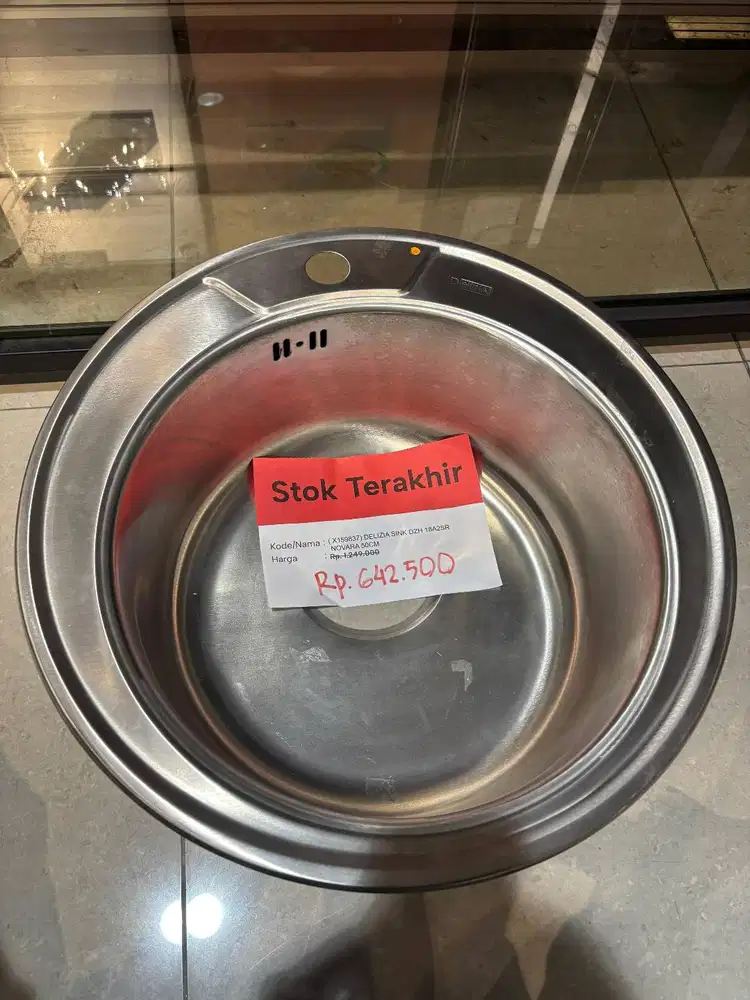 H-11
Stok Terakhir
Kode/Nama : (X159837) DELIZIA SINK DZH 18A2SR
NOVARA 50CM
Harga : Rp. 1.249.000
Rp. 642.500